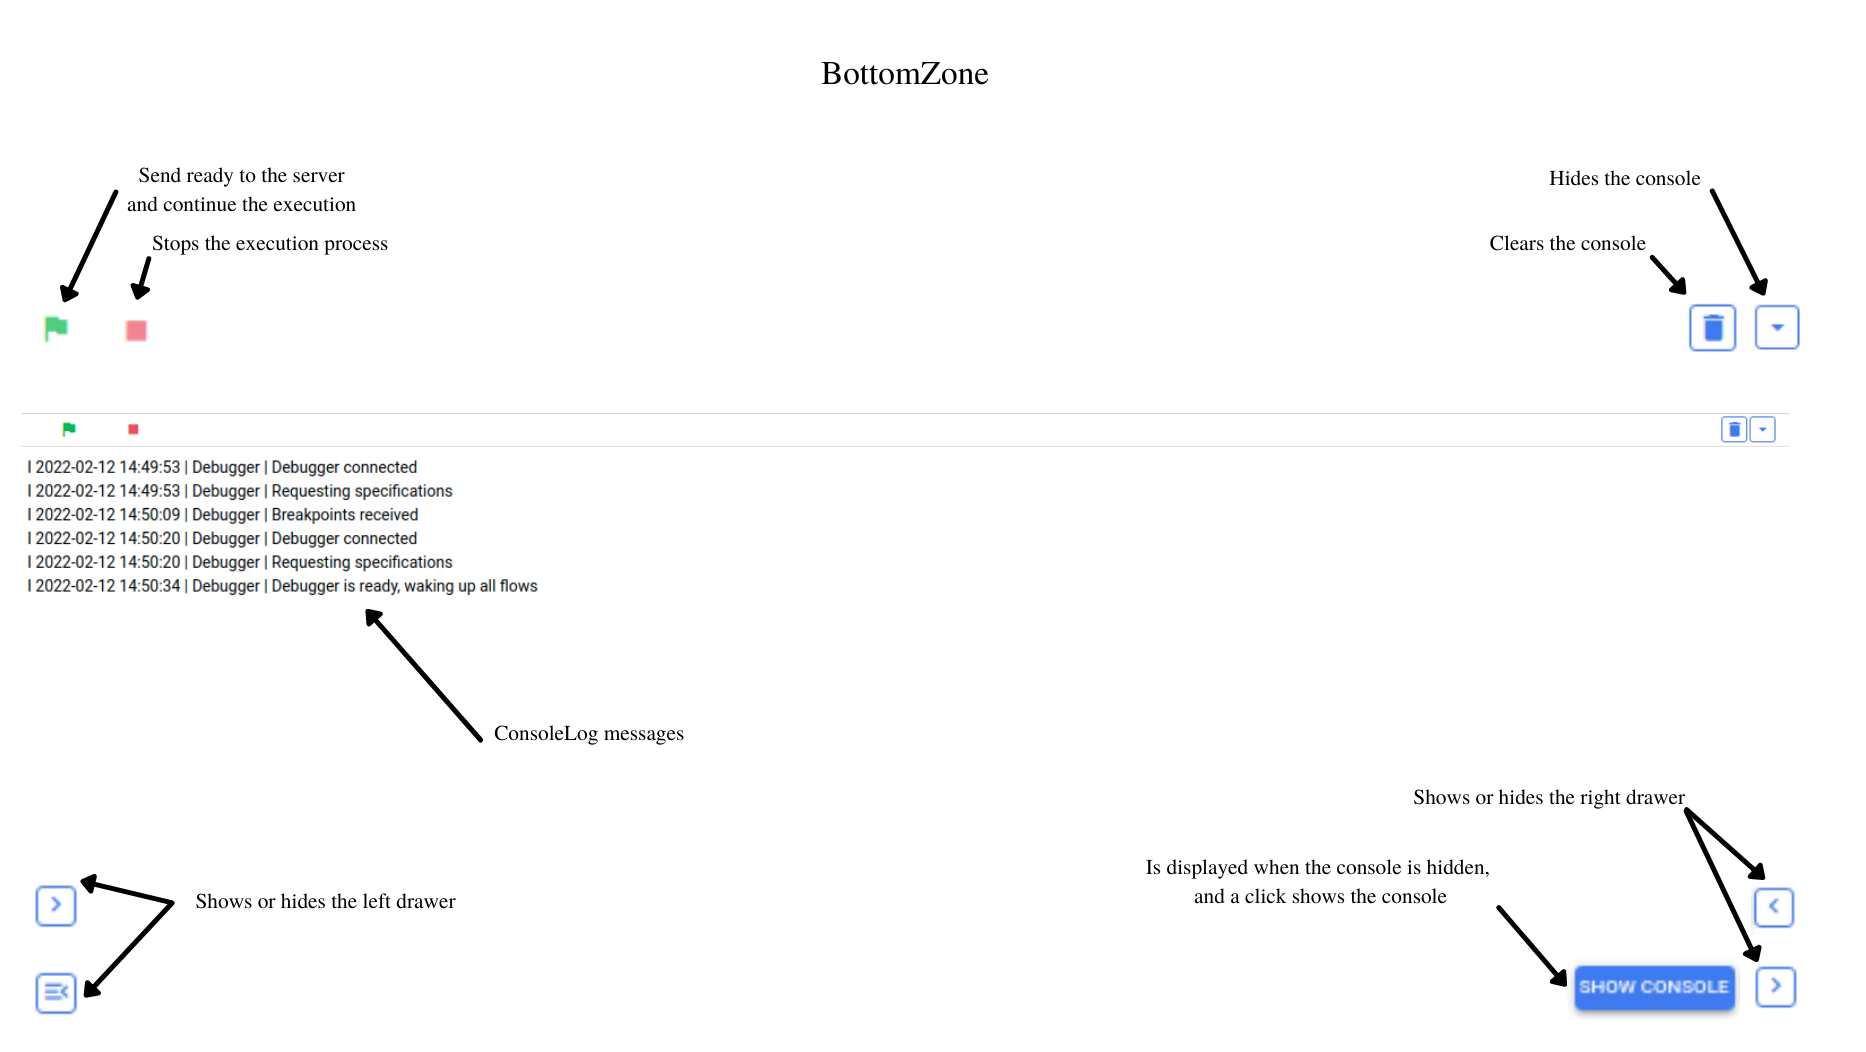 BottomZone
Send ready to the server
and continue the execution
Stops the execution process
Hides the console
Clears the console
I 2022-02-12 14:49:53 | Debugger | Debugger connected
I 2022-02-12 14:49:53 | Debugger | Requesting specifications
I 2022-02-12 14:50:09 | Debugger | Breakpoints received
I 2022-02-12 14:50:20 | Debugger | Debugger connected
I 2022-02-12 14:50:20 | Debugger | Requesting specifications
I 2022-02-12 14:50:34 | Debugger | Debugger is ready, waking up all flows
ConsoleLog messages
Shows or hides the right drawer
Is displayed when the console is hidden,
and a click shows the console
Shows or hides the left drawer
SHOW CONSOLE